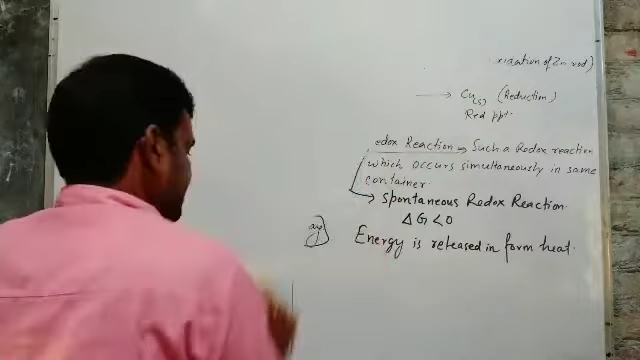 xidation of Zn rod)
→ Cu(s) (Reduction)
Red ppt.
edox Reaction → Such a Redox reaction
which occurs simultaneously in same
container.
→ Spontaneous Redox Reaction.
ΔG<0
Energy is released in form heat.